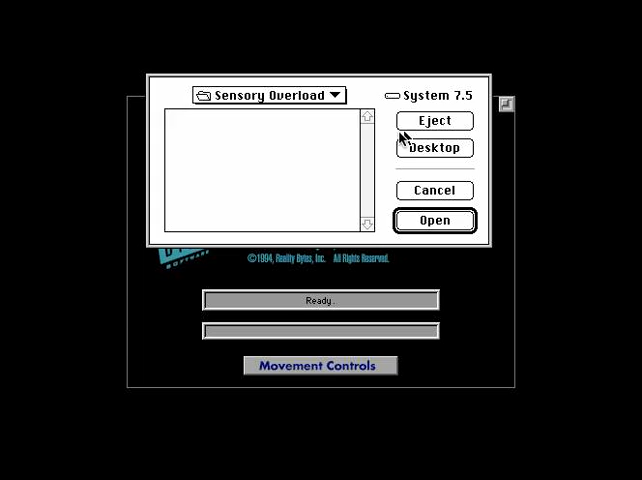 Sensory Overload
System 7.5
Eject
Desktop
Cancel
Open
SOFTWARE
©1994, Reality Bytes, Inc. All Rights Reserved.
Ready.
Movement Controls